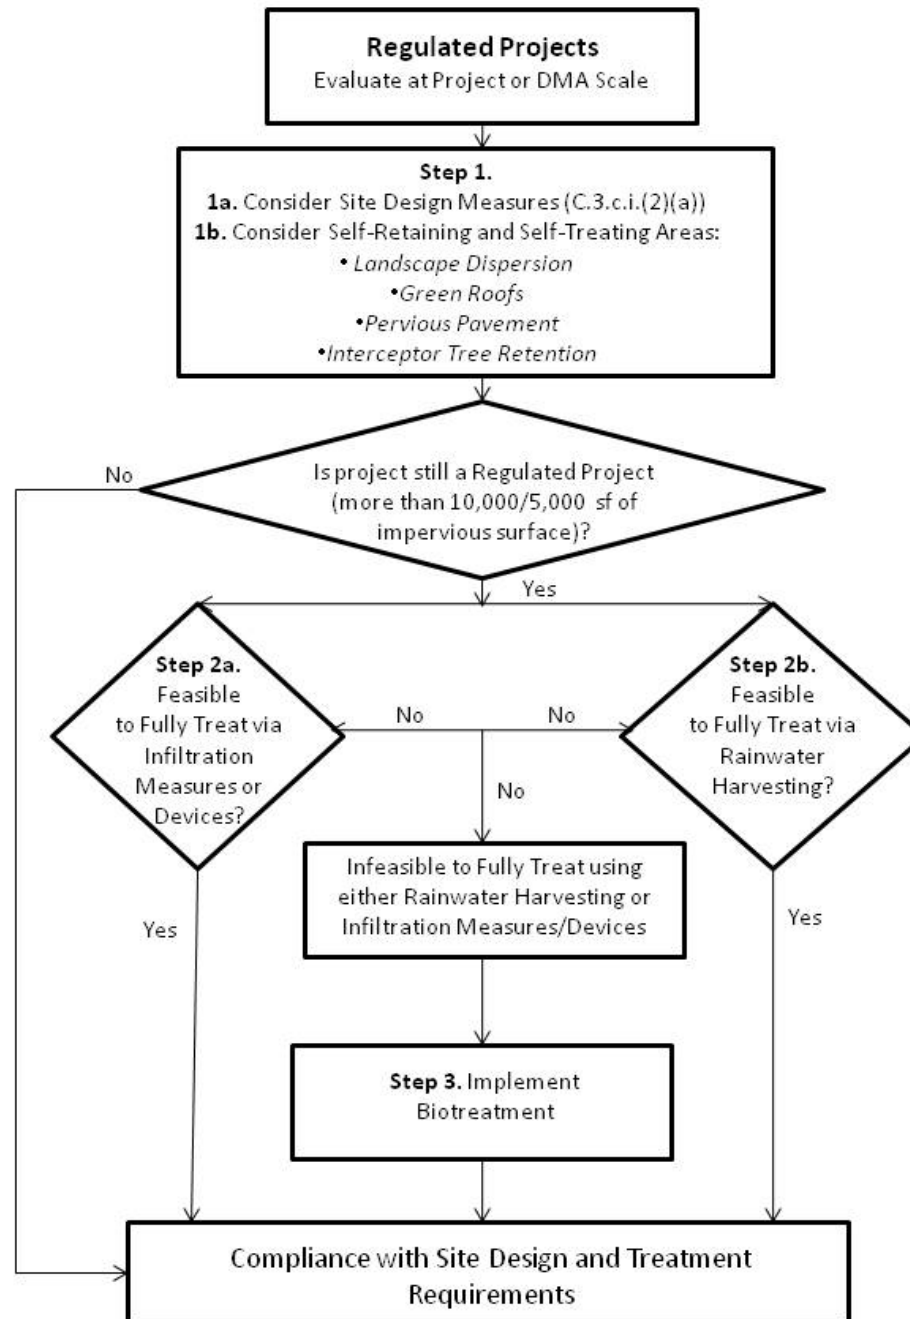 Regulated Projects
Evaluate at Project or DMA Scale
Step 1.
1a. Consider Site Design Measures (C.3.c.i.(2)(a))
1b. Consider Self-Retaining and Self-Treating Areas:
•Landscape Dispersion
•Green Roofs
•Pervious Pavement
•Interceptor Tree Retention
No
Is project still a Regulated Project
(more than 10,000/5,000 sf of
impervious surface)?
Yes
Step 2a.
Feasible
to Fully Treat via
Infiltration
Measures or
Devices?
No
No
Step 2b.
Feasible
to Fully Treat via
Rainwater
Harvesting?
No
Infeasible to Fully Treat using
either Rainwater Harvesting or
Infiltration Measures/Devices
Yes
Yes
Step 3. Implement
Biotreatment
Compliance with Site Design and Treatment
Requirements